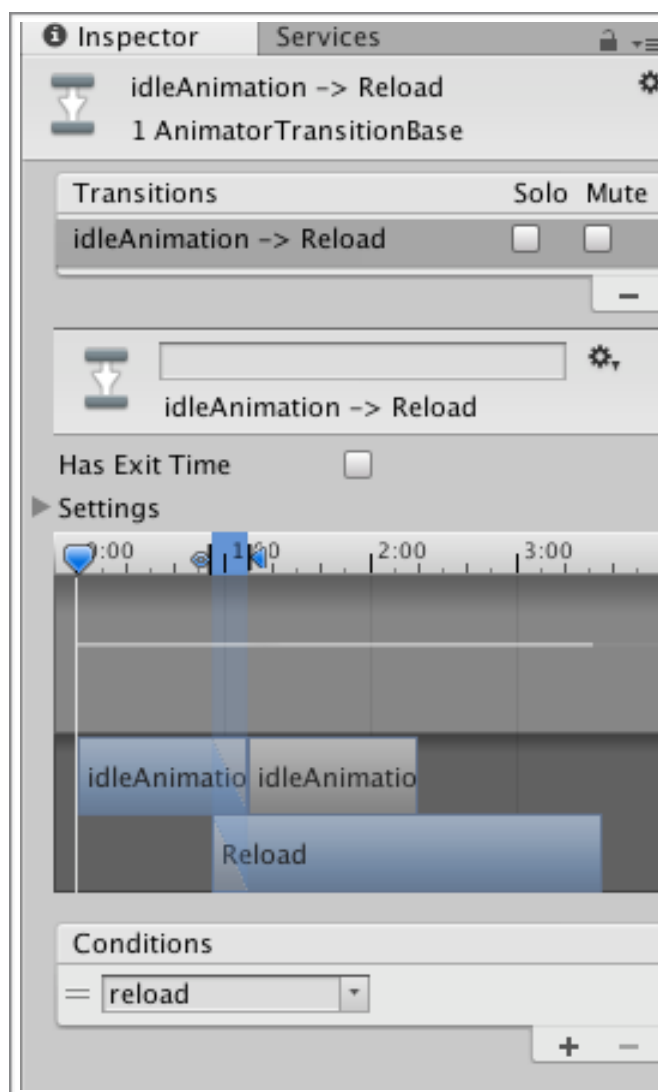 Inspector Services
idleAnimation -> Reload
1 AnimatorTransitionBase
Transitions Solo Mute
idleAnimation -> Reload
idleAnimation -> Reload
Has Exit Time
Settings
2:00 3:00
idleAnimatio idleAnimatio
Reload
Conditions
reload